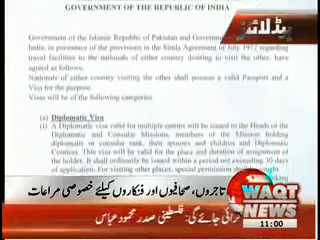 GOVERNMENT OF THE REPUBLIC OF INDIA
ہیڈلائنز
Government of the Islamic Republic of Pakistan and Government
India, in pursuance of the provisions in the Simla Agreement of July, 1972 regarding
travel facilities to the nationals of either country desiring to visit the other, have
agreed as follows:
Nationals of either country visiting the other shall possess a valid Passport and a
Visa for the purpose
Visas will be of the following categories
(a) Diplomatic Visa
(i) A Diplomatic visa valid for multiple entries will be issued to the Heads of the
Diplomatic and Consular Missions, members of the Mission holding
diplomatic or consular rank, their spouses and children and Diplomatic
Couriers. This visa will be valid for the place and duration of assignment of
the holder. It shall ordinarily be issued within a period not exceeding 30 days
of application. For visiting other places, special permission shall be
تاجروں، صحافیوں اور فنکاروں کیلئے خصوصی مراعات
WAQT
NEWS
11:00
کرائی جائے گی: فلسطینی صدر محمود عباس